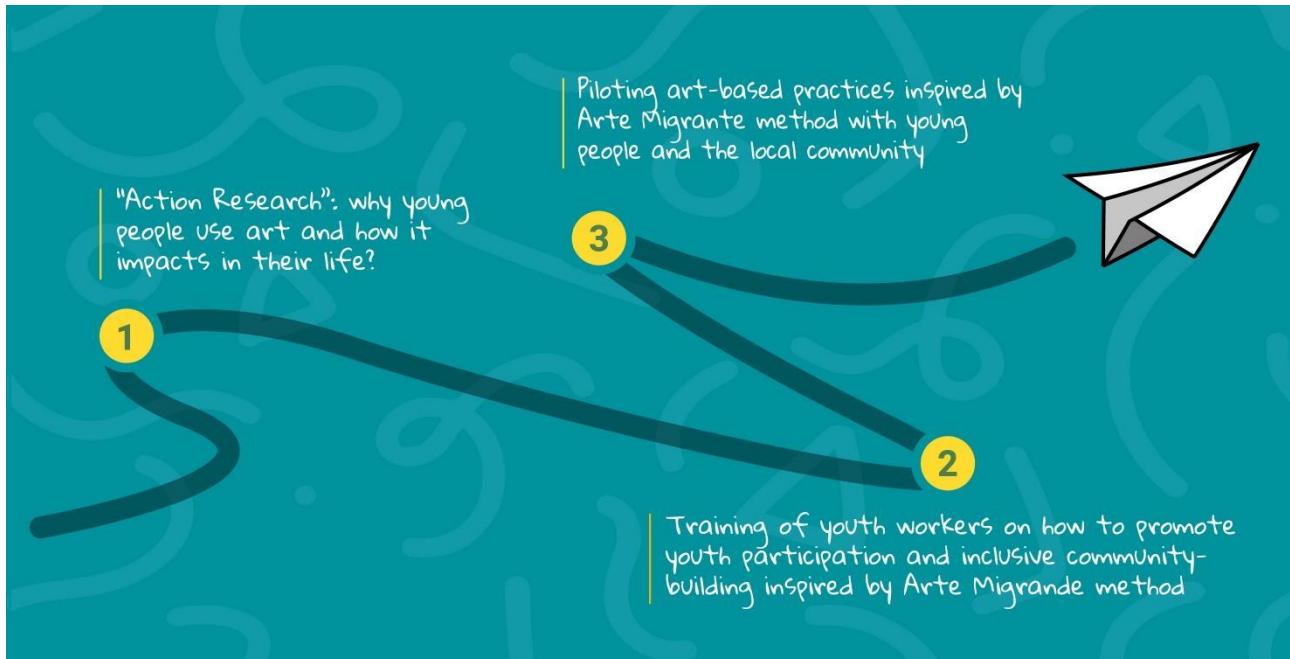 "Action Research": why young
people use art and how it
impacts in their life?
1
2
Training of youth workers on how to promote
youth participation and inclusive community-
building inspired by Arte Migrande method
3
Piloting art-based practices inspired by
Arte Migrante method with young
people and the local community